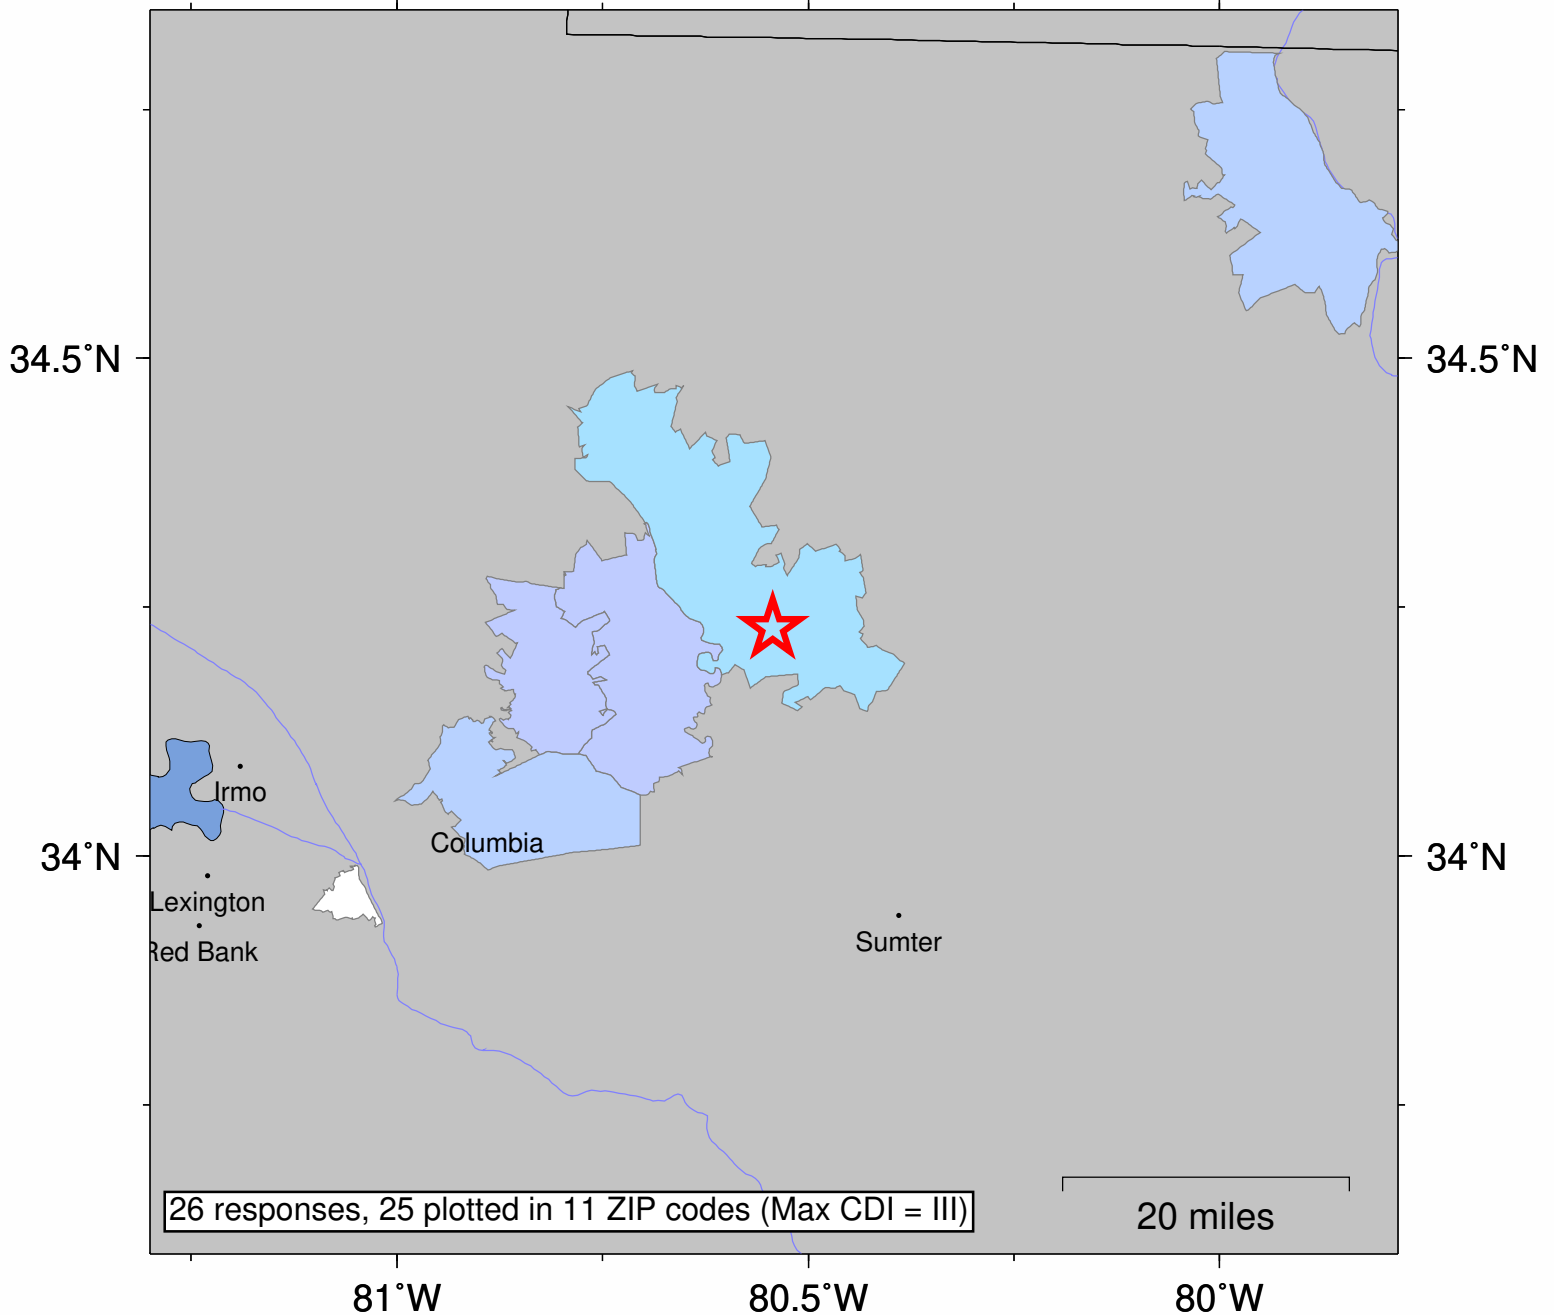 34.5˚N
34.5˚N
Irmo
Columbia
34˚N
34˚N
Lexington
Sumter
Red Bank
26 responses, 25 plotted in 11 ZIP codes (Max CDI = III)
20 miles
81˚W
80.5˚W
80˚W